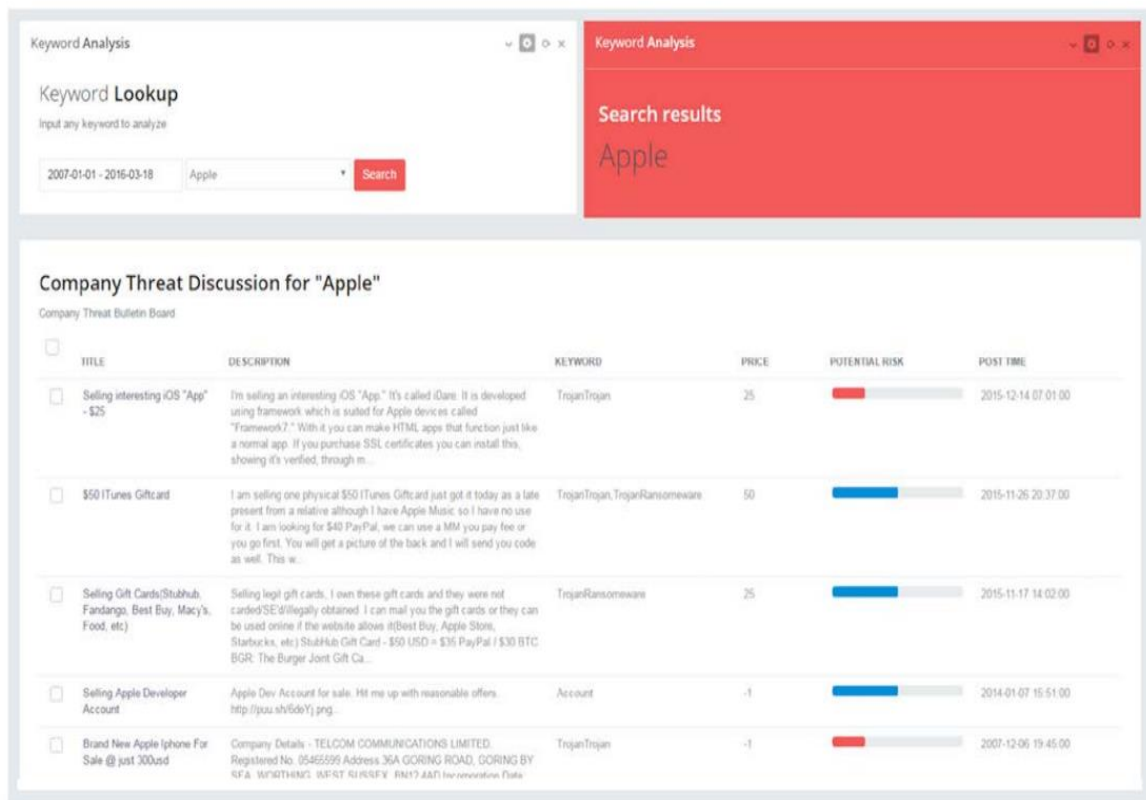 Keyword Analysis
Keyword Lookup
Input any keyword to analyze
2007-01-01 - 2016-03-18
Apple
Search
Keyword Analysis
Search results
Apple
Company Threat Discussion for "Apple"
Company Threat Bulletin Board
TITLE DESCRIPTION KEYWORD PRICE POTENTIAL RISK POST TIME
Selling interesting iOS "App"
- $25
I'm selling an interesting iOS "App." It's called iDare. It is developed
using framework which is suited for Apple devices called
"Framework7." With it you can make HTML apps that function just like
a normal app. If you purchase SSL certificates you can install this,
showing it's verified, through m...
TrojanTrojan
25
2015-12-14 07:01:00
$50 ITunes Giftcard
I am selling one physical $50 ITunes Giftcard just got it today as a late
present from a relative although I have Apple Music so I have no use
for it. I am looking for $40 PayPal, we can use a MM you pay fee or
you go first. You will get a picture of the back and I will send you code
as well. This w...
TrojanTrojan,TrojanRansomeware
50
2015-11-26 20:37:00
Selling Gift Cards(Stubhub,
Fandango, Best Buy, Macy's,
Food, etc)
Selling legit gift cards, I own these gift cards and they were not
carded/SE'd/illegally obtained. I can mail you the gift cards or they can
be used online if the website allows it(Best Buy, Apple Store,
Starbucks, etc) StubHub Gift Card - $50 USD = $35 PayPal / $30 BTC
BGR: The Burger Joint Gift Ca...
TrojanRansomeware
25
2015-11-17 14:02:00
Selling Apple Developer
Account
Apple Dev Account for sale. Hit me up with reasonable offers.
http://puu.sh/6deYj.png...
Account
-1
2014-01-07 15:51:00
Brand New Apple Iphone For
Sale @ just 300usd
Company Details - TELCOM COMMUNICATIONS LIMITED.
Registered No. 05465599 Address 36A GORING ROAD, GORING BY
SEA, WORTHING, WEST SUSSEX, BN12 4AD Incorporation Date
TrojanTrojan
-1
2007-12-06 19:45:00